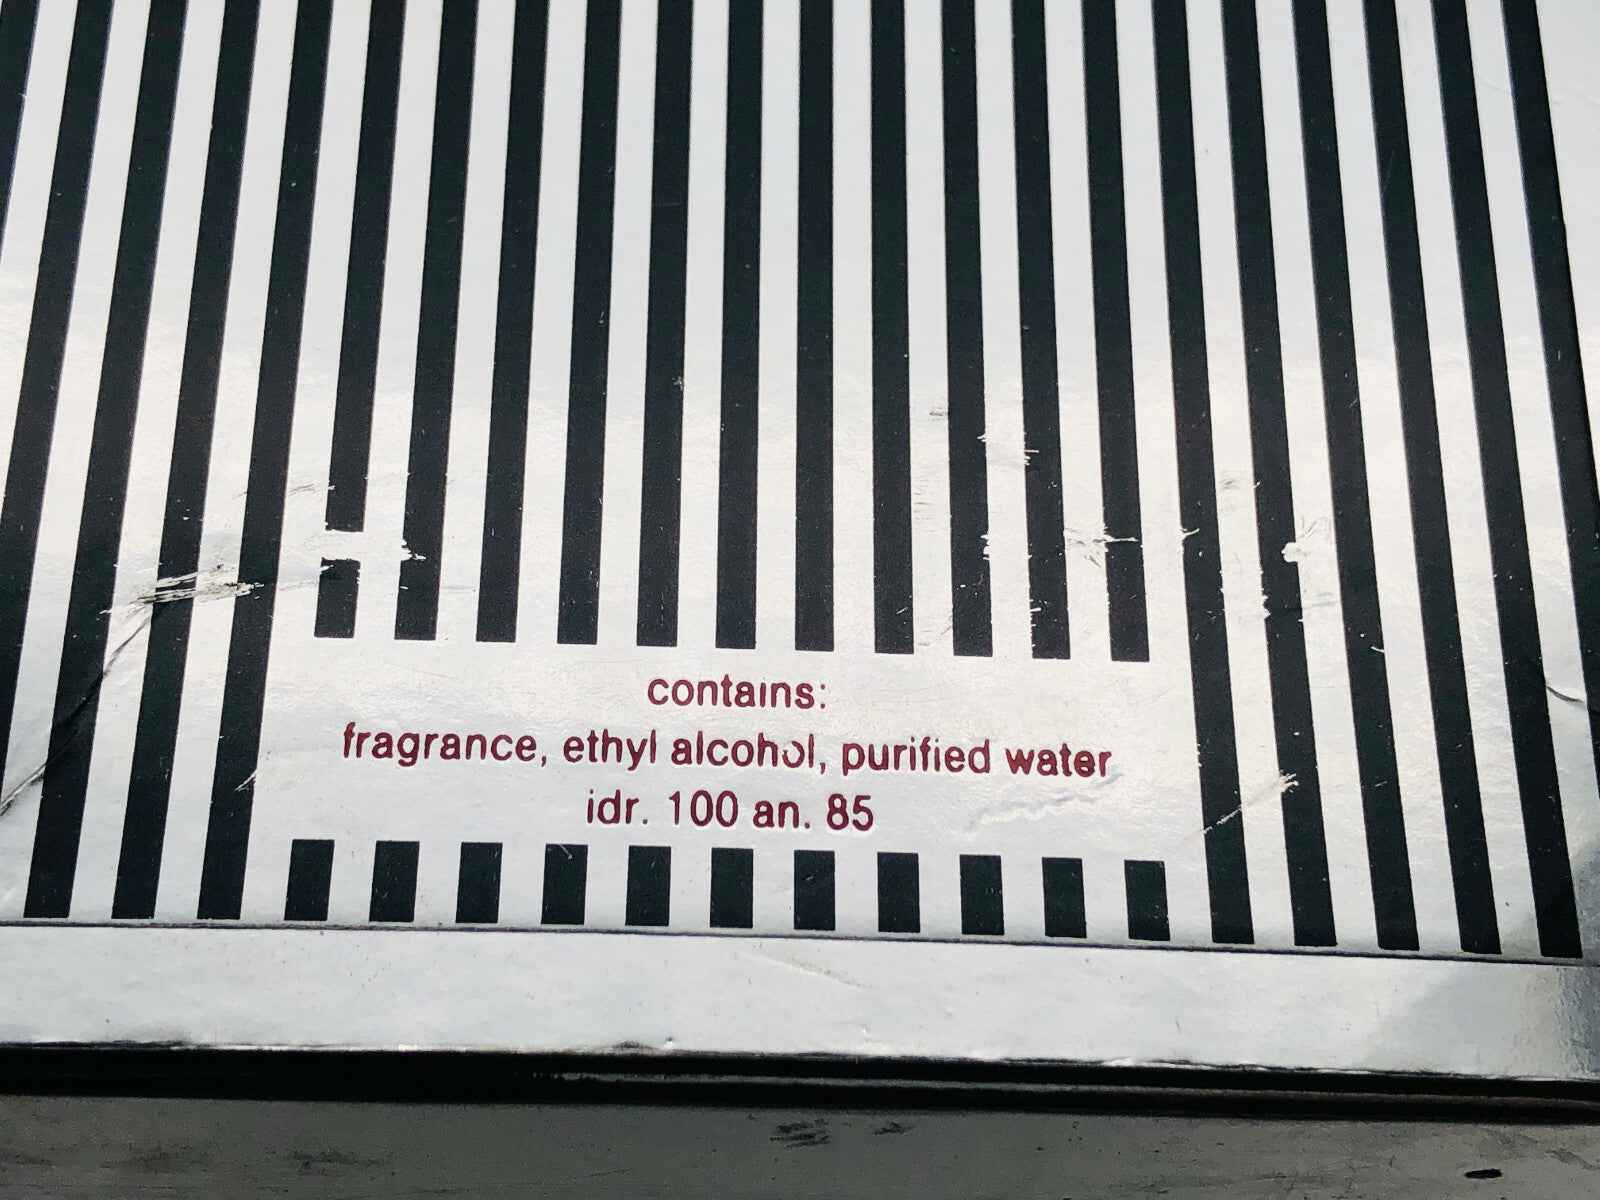 contains:
fragrance, ethyl alcohol, purified water
idr. 100 an. 85